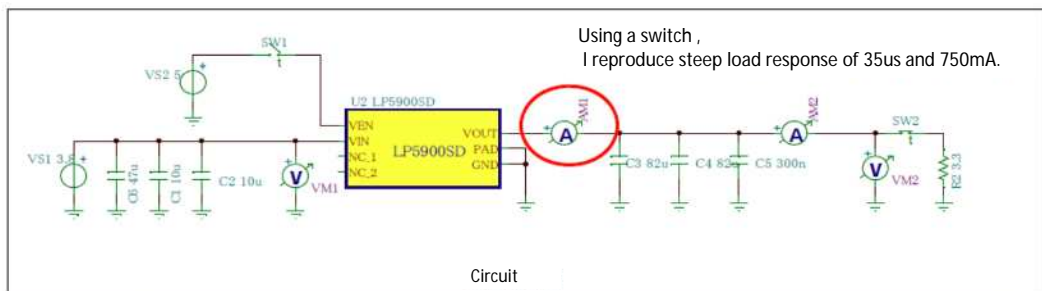 Using a switch ,
I reproduce steep load response of 35us and 750mA.
SW1
t
VS2 5
U2 LP5900SD
VEN
VIN
NC_1
NC_2
LP5900SD
VOUT
PAD
GND
A
AM1
A
AM2
SW2
t
VS1 3.8
C6 47u
C1 10u
C2 10u
V
VM1
C3 82u
C4 82u
C5 300n
V
VM2
R2 3.3
Circuit